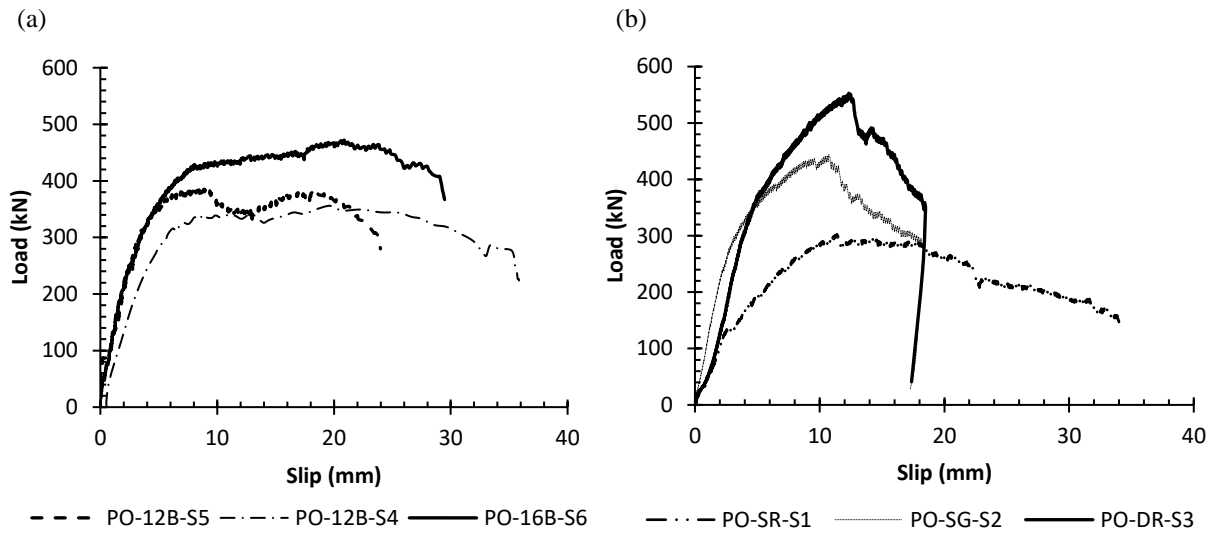 (a)
600
500
400
300
200
100
0
Load (kN)
0 10 20 30 40
Slip (mm)
PO-12B-S5 PO-12B-S4 PO-16B-S6
(b)
600
500
400
300
200
100
0
Load (kN)
0 10 20 30 40
Slip (mm)
PO-SR-S1 PO-SG-S2 PO-DR-S3